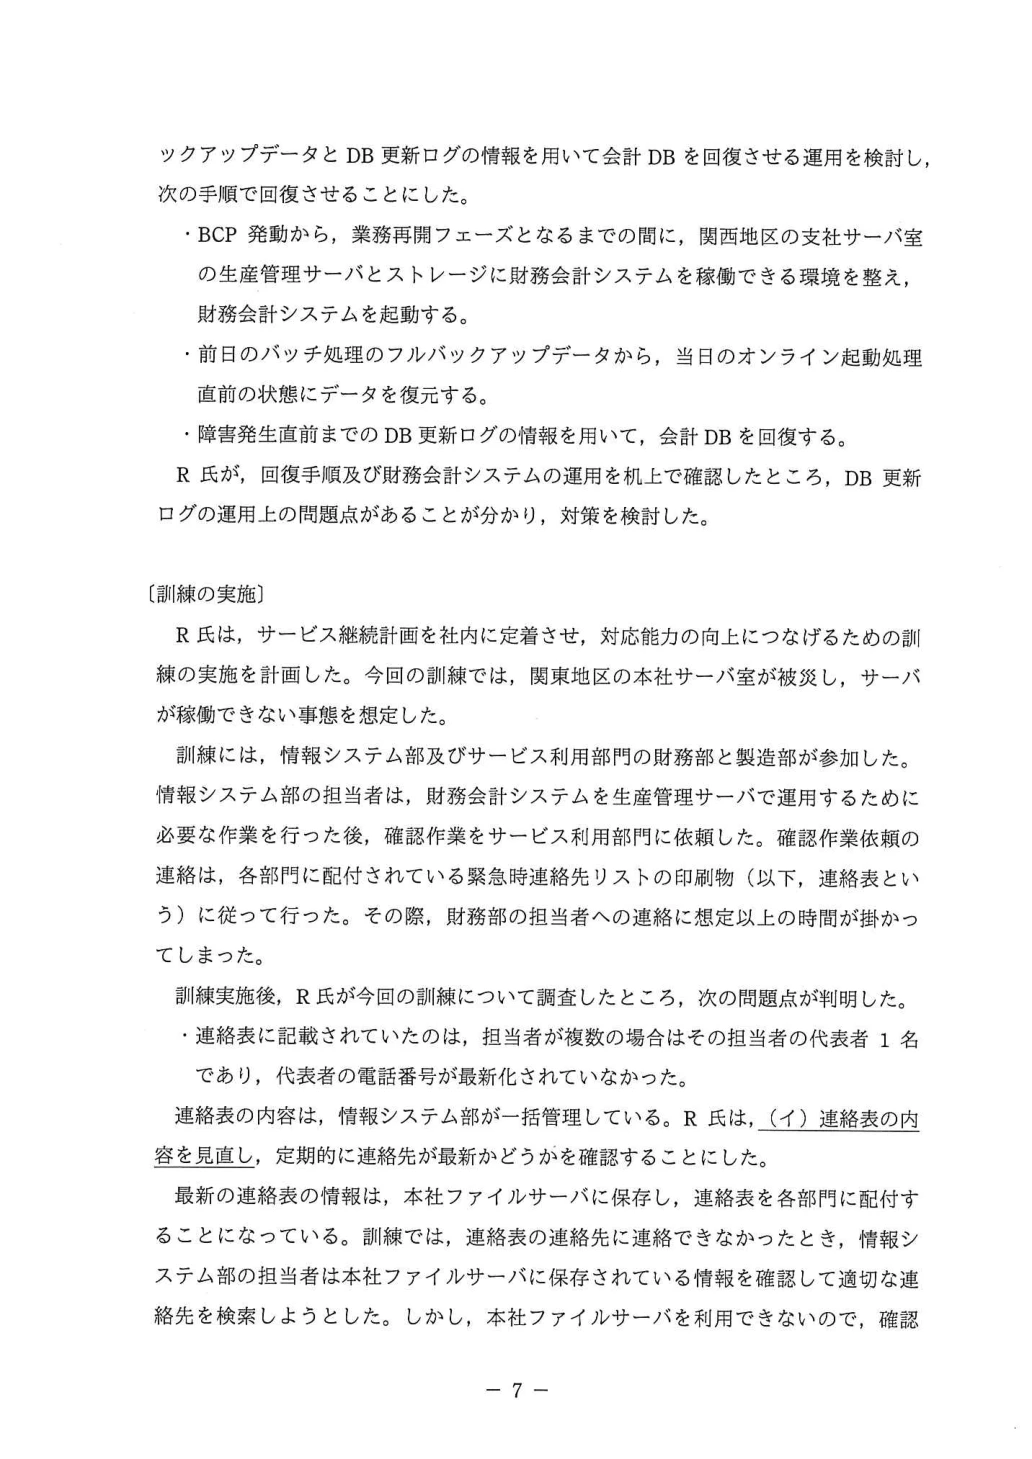 ックアップデータと DB 更新ログの情報を用いて会計 DB を回復させる運用を検討し，
次の手順で回復させることにした。
・BCP 発動から，業務再開フェーズとなるまでの間に，関西地区の支社サーバ室
の生産管理サーバとストレージに財務会計システムを稼働できる環境を整え，
財務会計システムを起動する。
・前日のバッチ処理のフルバックアップデータから，当日のオンライン起動処理
直前の状態にデータを復元する。
・障害発生直前までの DB 更新ログの情報を用いて，会計 DB を回復する。
R 氏が，回復手順及び財務会計システムの運用を机上で確認したところ，DB 更新
ログの運用上の問題点があることが分かり，対策を検討した。
〔訓練の実施〕
R 氏は，サービス継続計画を社内に定着させ，対応能力の向上につなげるための訓
練の実施を計画した。今回の訓練では，関東地区の本社サーバ室が被災し，サーバ
が稼働できない事態を想定した。
訓練には，情報システム部及びサービス利用部門の財務部と製造部が参加した。
情報システム部の担当者は，財務会計システムを生産管理サーバで運用するために
必要な作業を行った後，確認作業をサービス利用部門に依頼した。確認作業依頼の
連絡は，各部門に配付されている緊急時連絡先リストの印刷物（以下，連絡表とい
う）に従って行った。その際，財務部の担当者への連絡に想定以上の時間が掛かっ
てしまった。
訓練実施後，R 氏が今回の訓練について調査したところ，次の問題点が判明した。
・連絡表に記載されていたのは，担当者が複数の場合はその担当者の代表者 1 名
であり，代表者の電話番号が最新化されていなかった。
連絡表の内容は，情報システム部が一括管理している。R 氏は，（イ）連絡表の内
容を見直し，定期的に連絡先が最新かどうかを確認することにした。
最新の連絡表の情報は，本社ファイルサーバに保存し，連絡表を各部門に配付す
ることになっている。訓練では，連絡表の連絡先に連絡できなかったとき，情報シ
ステム部の担当者は本社ファイルサーバに保存されている情報を確認して適切な連
絡先を検索しようとした。しかし，本社ファイルサーバを利用できないので，確認
－ 7 －